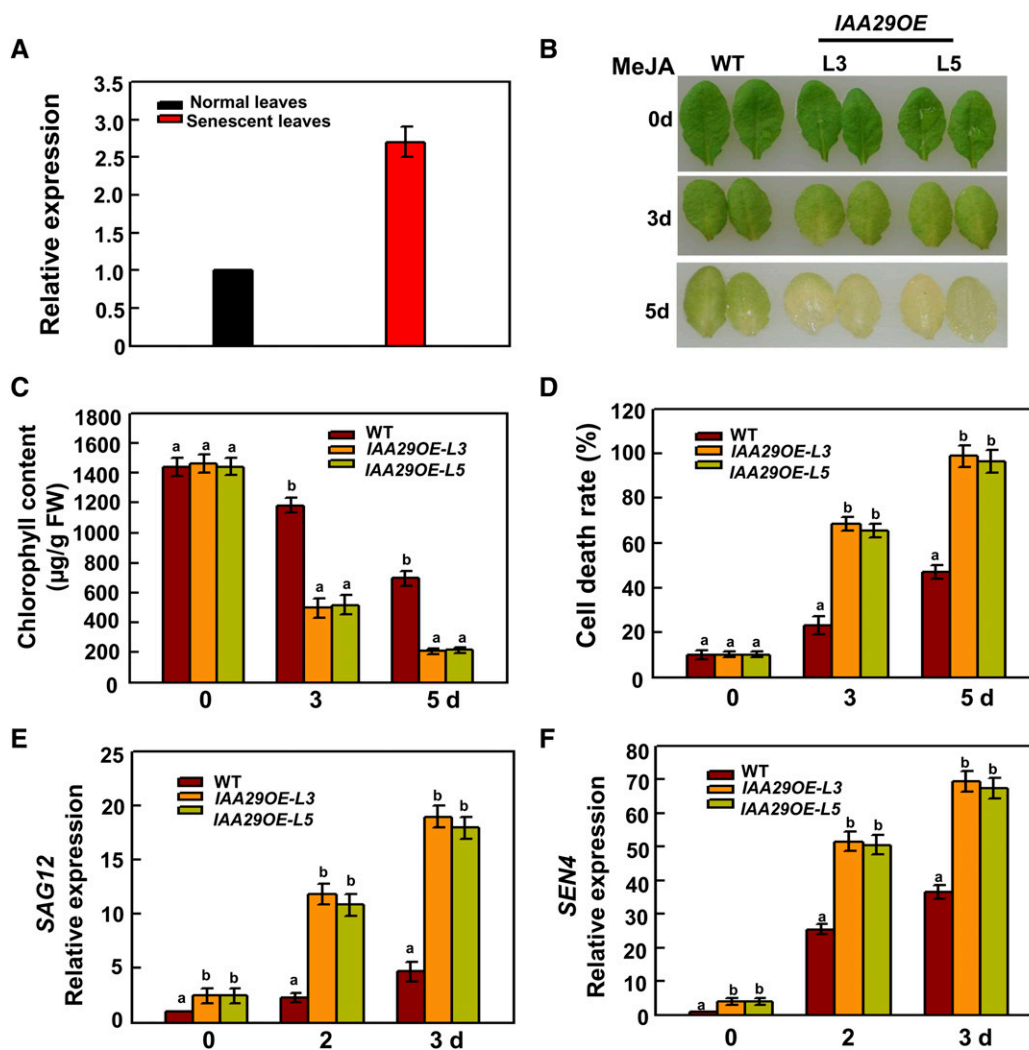 A
Relative expression
3.5
3.0
2.5
2.0
1.5
1.0
0.5
0
Normal leaves
Senescent leaves
B
IAA29OE
MeJA WT L3 L5
0d
3d
5d
C
Chlorophyll content
(µg/g FW)
1800
1600
1400
1200
1000
800
600
400
200
0
WT
IAA29OE-L3
IAA29OE-L5
a a a
b a a
b a a
0 3 5 d
D
Cell death rate (%)
120
100
80
60
40
20
0
WT
IAA29OE-L3
IAA29OE-L5
a a a
a b b
a b b
0 3 5 d
E
SAG12
Relative expression
25
20
15
10
5
0
WT
IAA29OE-L3
IAA29OE-L5
a b b
a b b
a b b
0 2 3 d
F
SEN4
Relative expression
80
70
60
50
40
30
20
10
0
WT
IAA29OE-L3
IAA29OE-L5
a b b
a b b
a b b
0 2 3 d